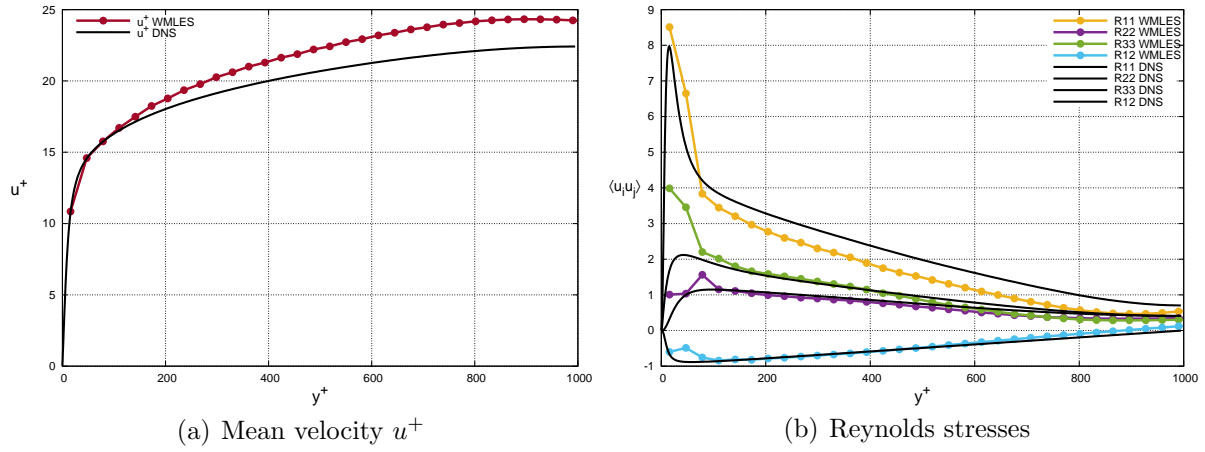 u+ WMLES
u+ DNS
25
20
15
10
5
0
u+
0
200
400
600
800
1000
y+
(a) Mean velocity u+
R11 WMLES
R22 WMLES
R33 WMLES
R12 WMLES
R11 DNS
R22 DNS
R33 DNS
R12 DNS
9
8
7
6
5
4
3
2
1
0
-1
⟨uiuj⟩
0
200
400
600
800
1000
y+
(b) Reynolds stresses